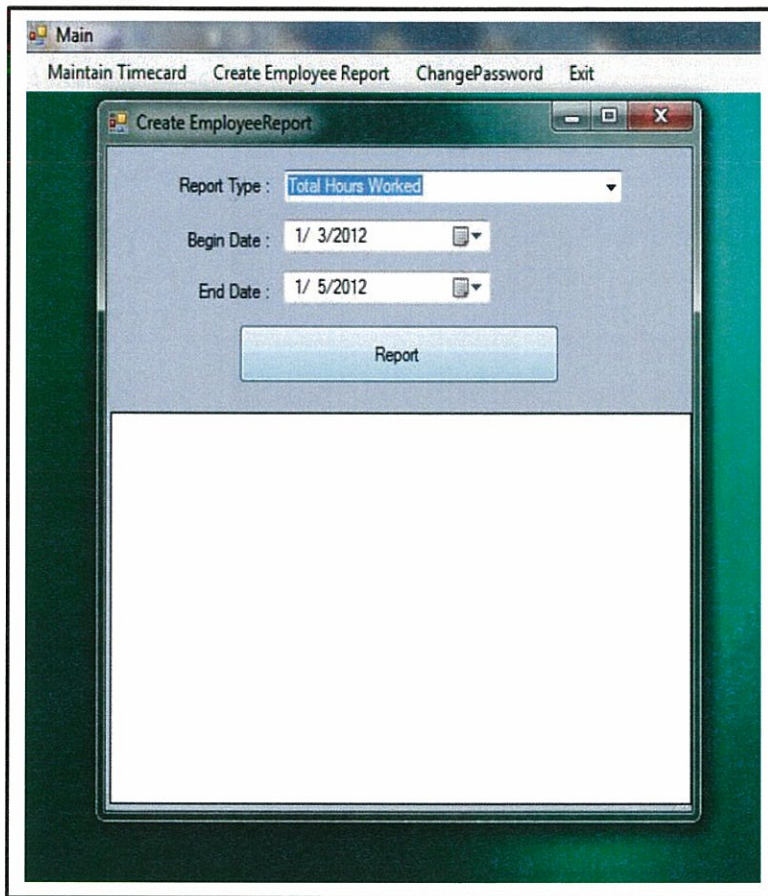 Main
Maintain Timecard Create Employee Report ChangePassword Exit
Create EmployeeReport
Report Type : Total Hours Worked
Begin Date : 1/ 3/2012
End Date : 1/ 5/2012
Report